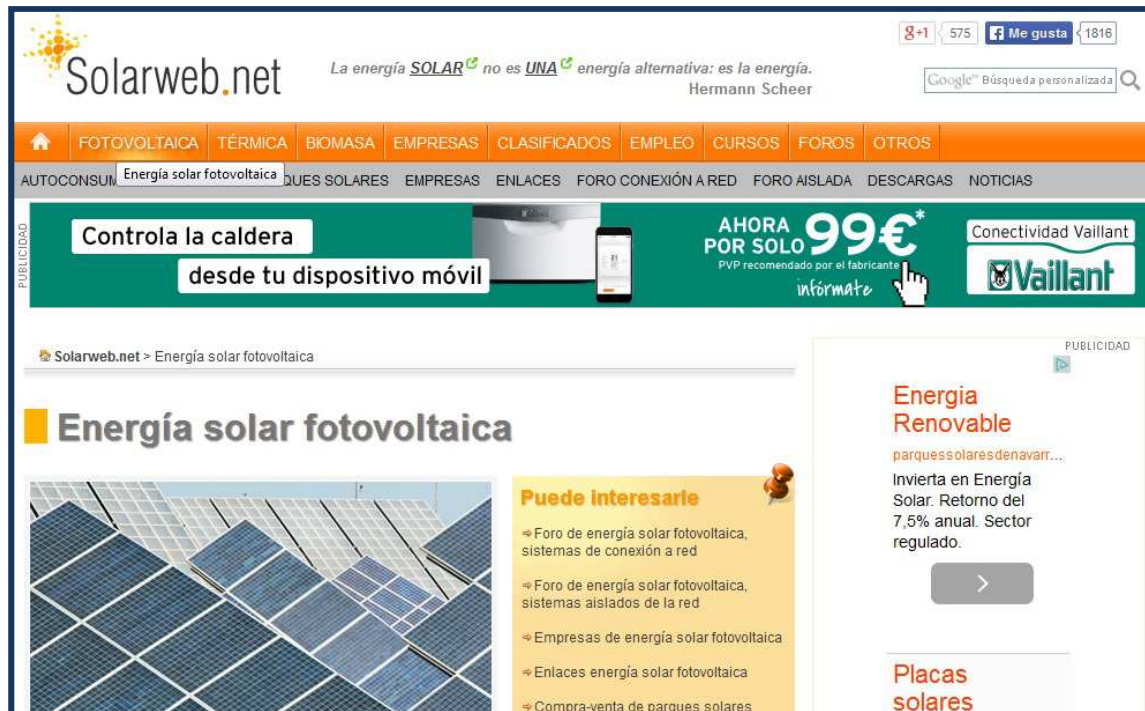 Solarweb.net
La energía SOLAR no es UNA energía alternativa: es la energía.
Hermann Scheer
g+1 575 Me gusta 1816
Google™ Búsqueda personalizada
FOTOVOLTAICA TÉRMICA BIOMASA EMPRESAS CLASIFICADOS EMPLEO CURSOS FOROS OTROS
Energía solar fotovoltaica
AUTOCONSUM QUES SOLARES EMPRESAS ENLACES FORO CONEXIÓN A RED FORO AISLADA DESCARGAS NOTICIAS
PUBLICIDAD
Controla la caldera
desde tu dispositivo móvil
AHORA
POR SOLO 99€*
PVP recomendado por el fabricante
infórmate
Conectividad Vaillant
Vaillant
Solarweb.net > Energía solar fotovoltaica
Energía solar fotovoltaica
Puede interesarle
Foro de energía solar fotovoltaica,
sistemas de conexión a red
Foro de energía solar fotovoltaica,
sistemas aislados de la red
Empresas de energía solar fotovoltaica
Enlaces energía solar fotovoltaica
Compra-venta de parques solares
PUBLICIDAD
Energia
Renovable
parquessolaresdenavarr...
Invierta en Energía
Solar. Retorno del
7,5% anual. Sector
regulado.
Placas
solares